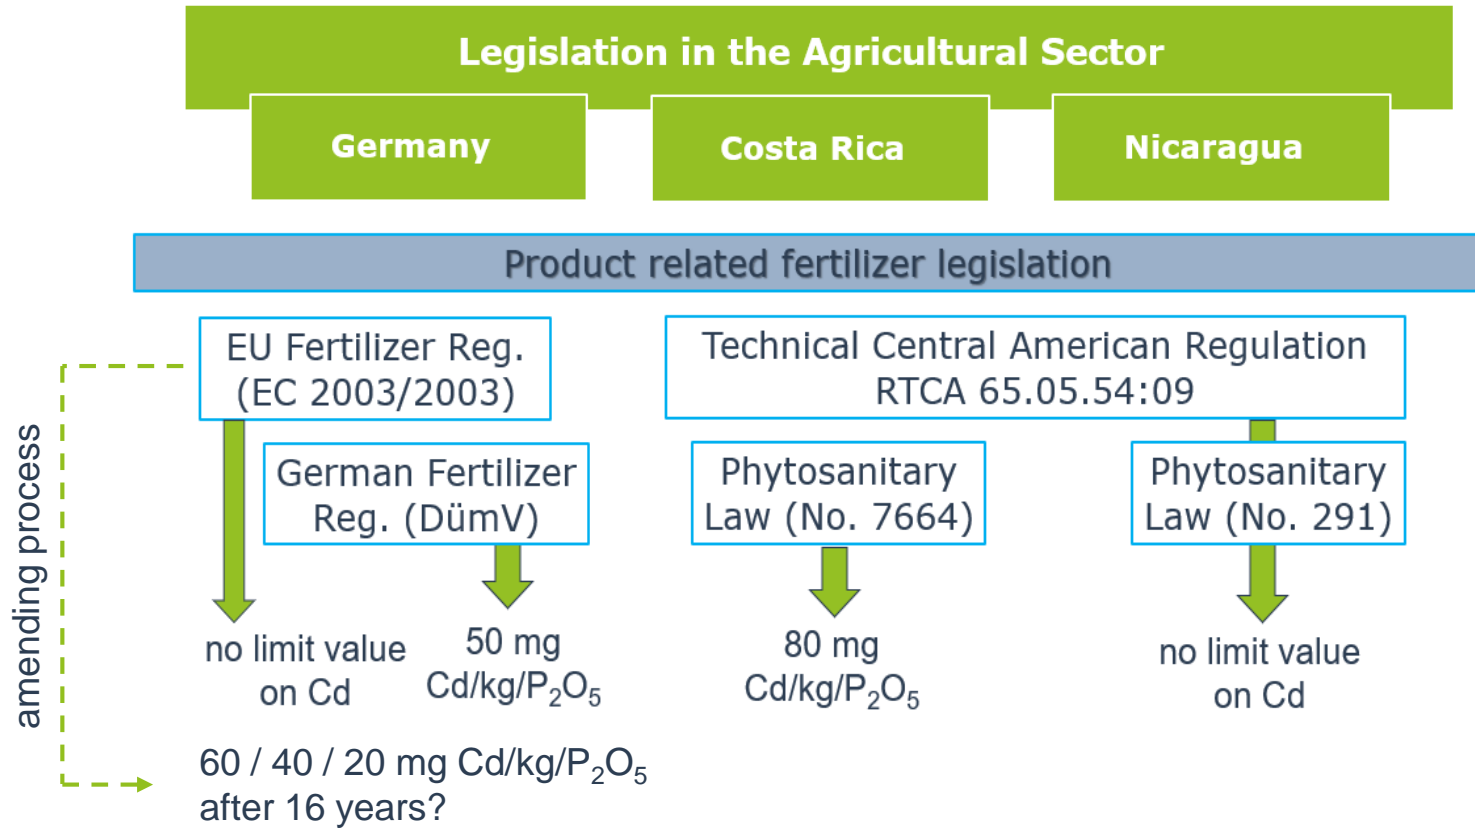 Legislation in the Agricultural Sector
Germany
Costa Rica
Nicaragua
Product related fertilizer legislation
EU Fertilizer Reg.
(EC 2003/2003)
Technical Central American Regulation
RTCA 65.05.54:09
German Fertilizer
Reg. (DümV)
Phytosanitary
Law (No. 7664)
Phytosanitary
Law (No. 291)
amending process
no limit value
on Cd
50 mg
Cd/kg/P₂O₅
80 mg
Cd/kg/P₂O₅
no limit value
on Cd
60 / 40 / 20 mg Cd/kg/P₂O₅
after 16 years?